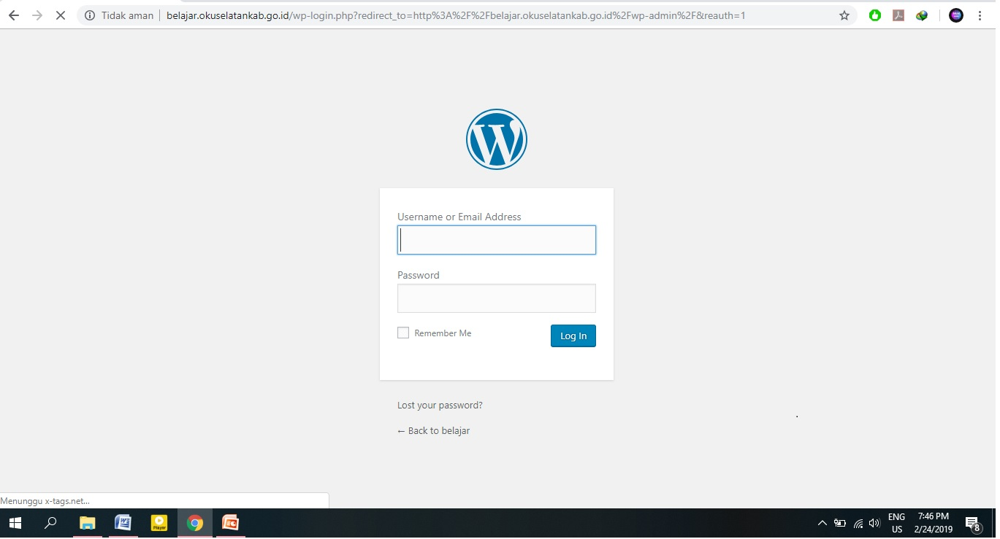 Tidak aman belajar.okuselatankab.go.id/wp-login.php?redirect_to=http%3A%2F%2Fbelajar.okuselatankab.go.id%2Fwp-admin%2F&reauth=1
W
Username or Email Address
Password
Remember Me
Log In
Lost your password?
← Back to belajar
.
Menunggu x-tags.net...
Player
ENG
US
7:46 PM
2/24/2019
8